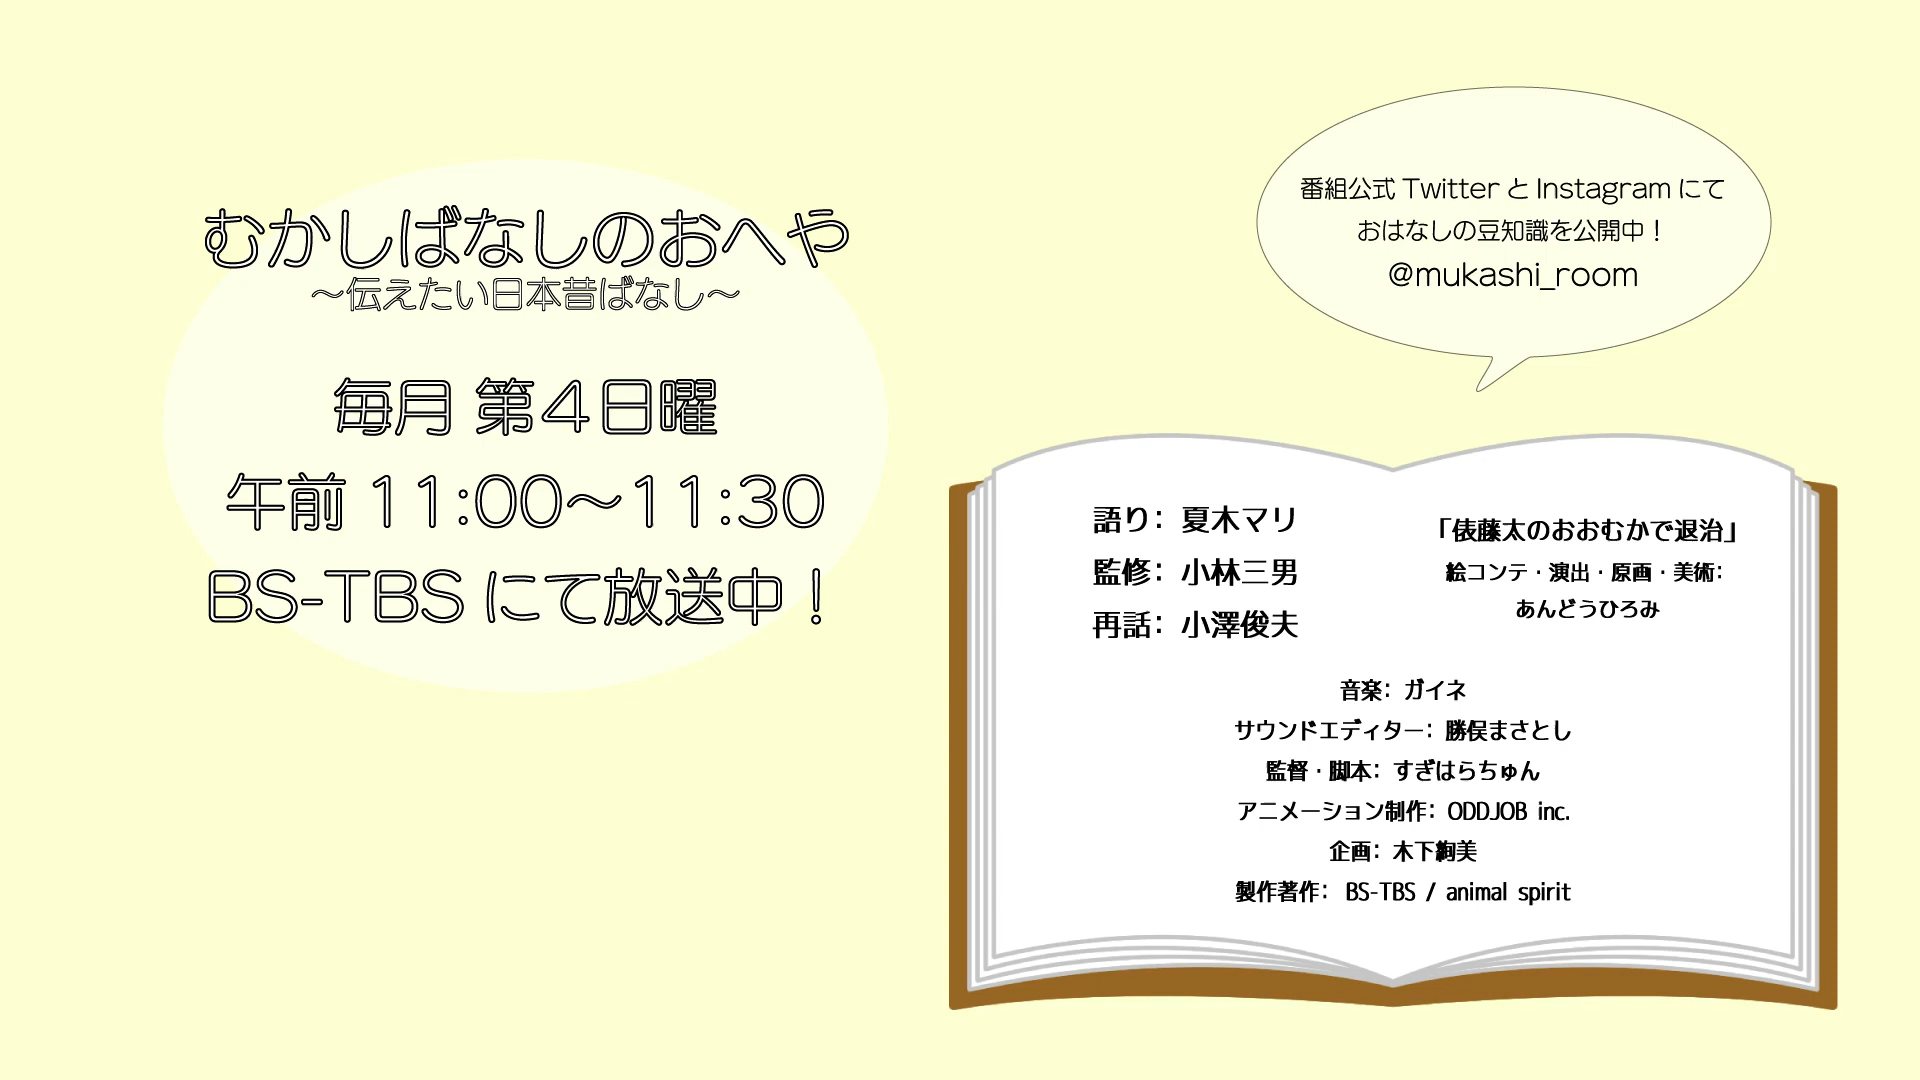 むかしばなしのおへや
～伝えたい日本昔ばなし～
毎月 第４日曜
午前 11:00～11:30
BS-TBS にて放送中！
番組公式 Twitter と Instagram にて
おはなしの豆知識を公開中！
@mukashi_room
語り: 夏木マリ
監修: 小林三男
再話: 小澤俊夫
「俵藤太のおおむかで退治」
絵コンテ・演出・原画・美術:
あんどうひろみ
音楽: ガイネ
サウンドエディター: 勝俣まさとし
監督・脚本: すぎはらちゅん
アニメーション制作: ODDJOB inc.
企画: 木下絢美
製作著作: BS-TBS / animal spirit